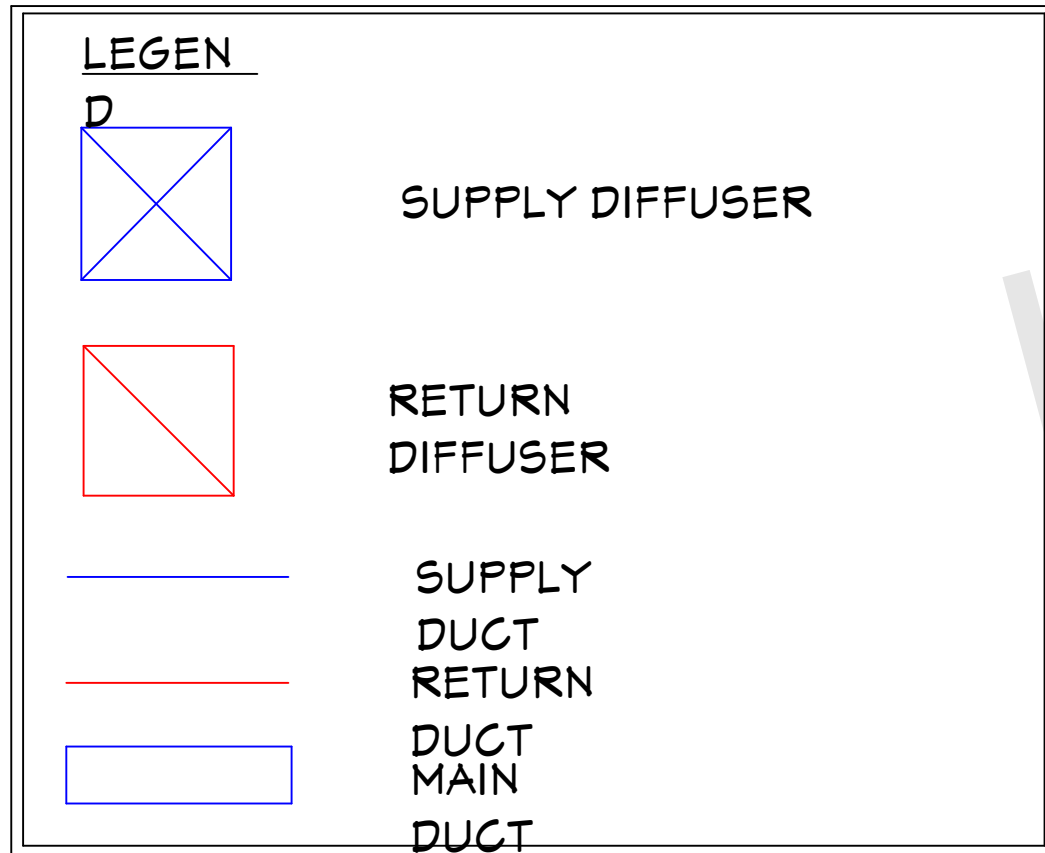 LEGEN
D
SUPPLY DIFFUSER
RETURN
DIFFUSER
SUPPLY
DUCT
RETURN
DUCT
MAIN
DUCT